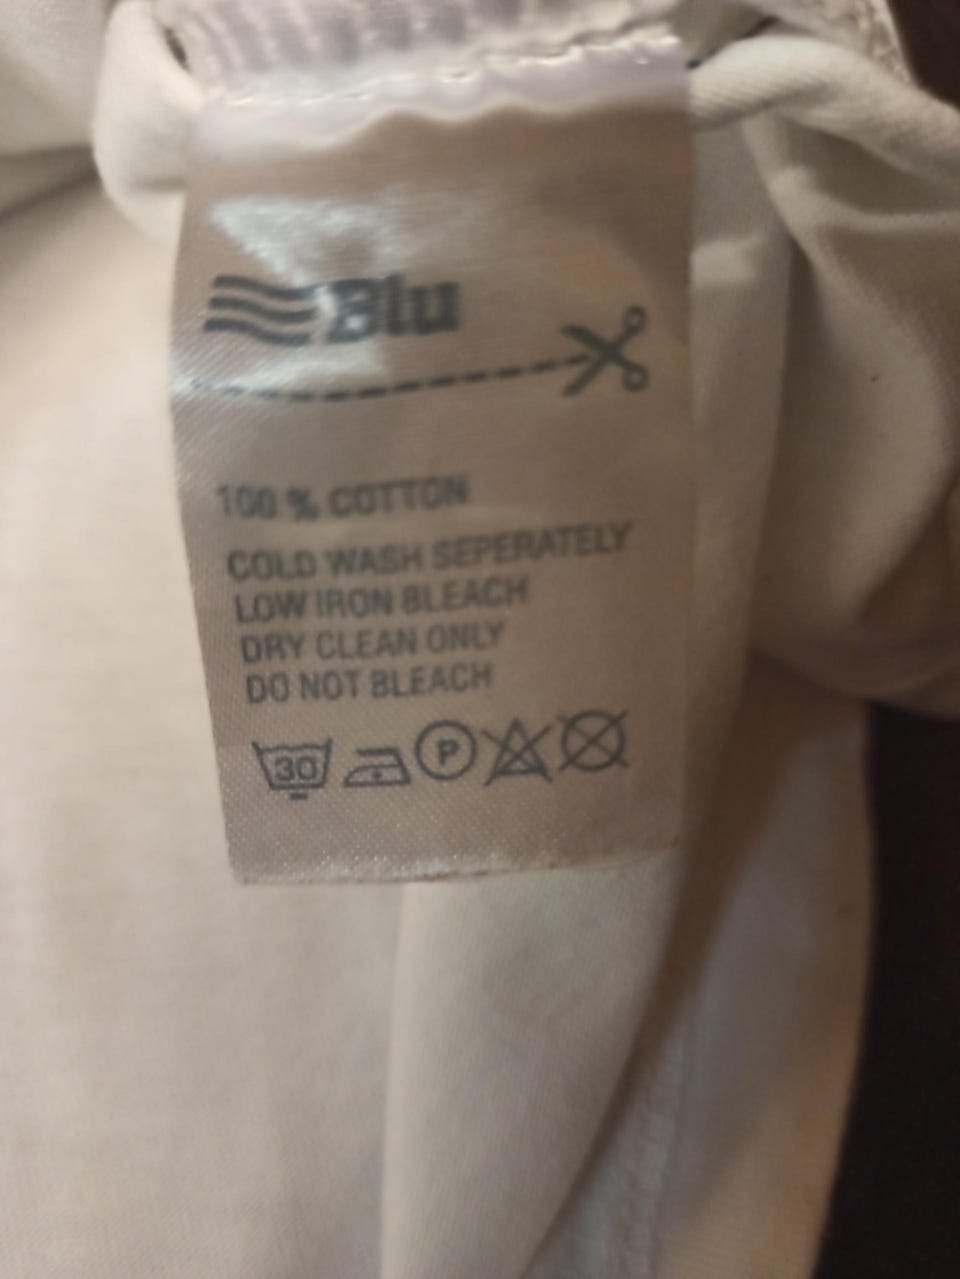 Blu
100 % COTTON
COLD WASH SEPERATELY
LOW IRON BLEACH
DRY CLEAN ONLY
DO NOT BLEACH
30 P